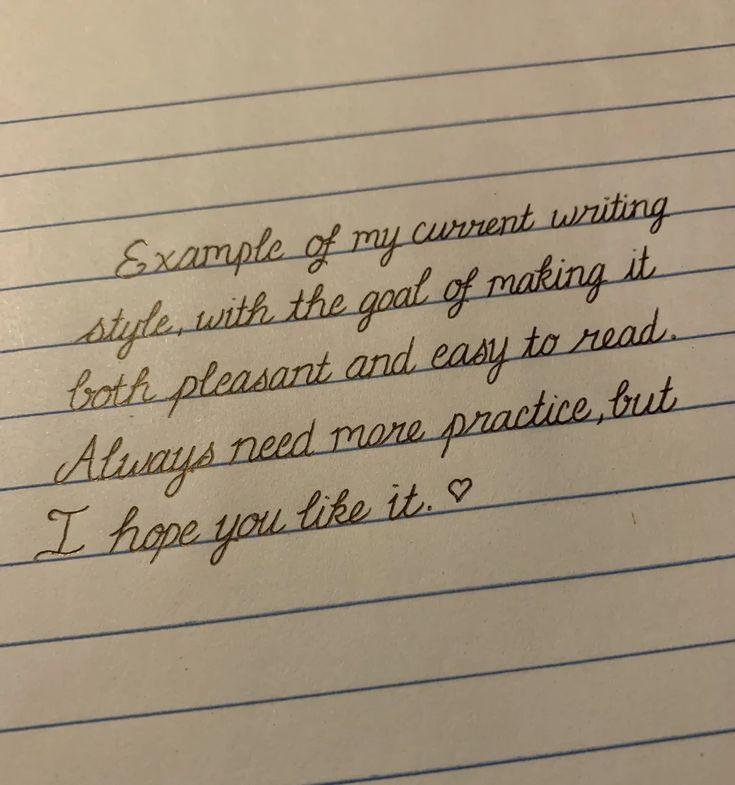 Example of my current writing
style, with the goal of making it
both pleasant and easy to read.
Always need more practice, but
I hope you like it. ♡